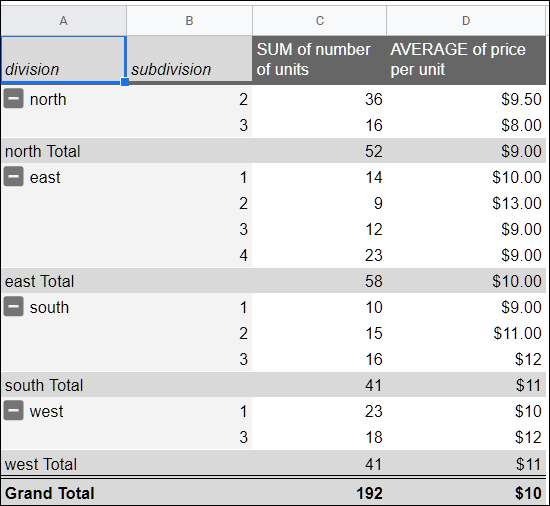 A B C D
division subdivision SUM of number of units AVERAGE of price per unit
north 2 36 $9.50
3 16 $8.00
north Total 52 $9.00
east 1 14 $10.00
2 9 $13.00
3 12 $9.00
4 23 $9.00
east Total 58 $10.00
south 1 10 $9.00
2 15 $11.00
3 16 $12
south Total 41 $11
west 1 23 $10
3 18 $12
west Total 41 $11
Grand Total 192 $10